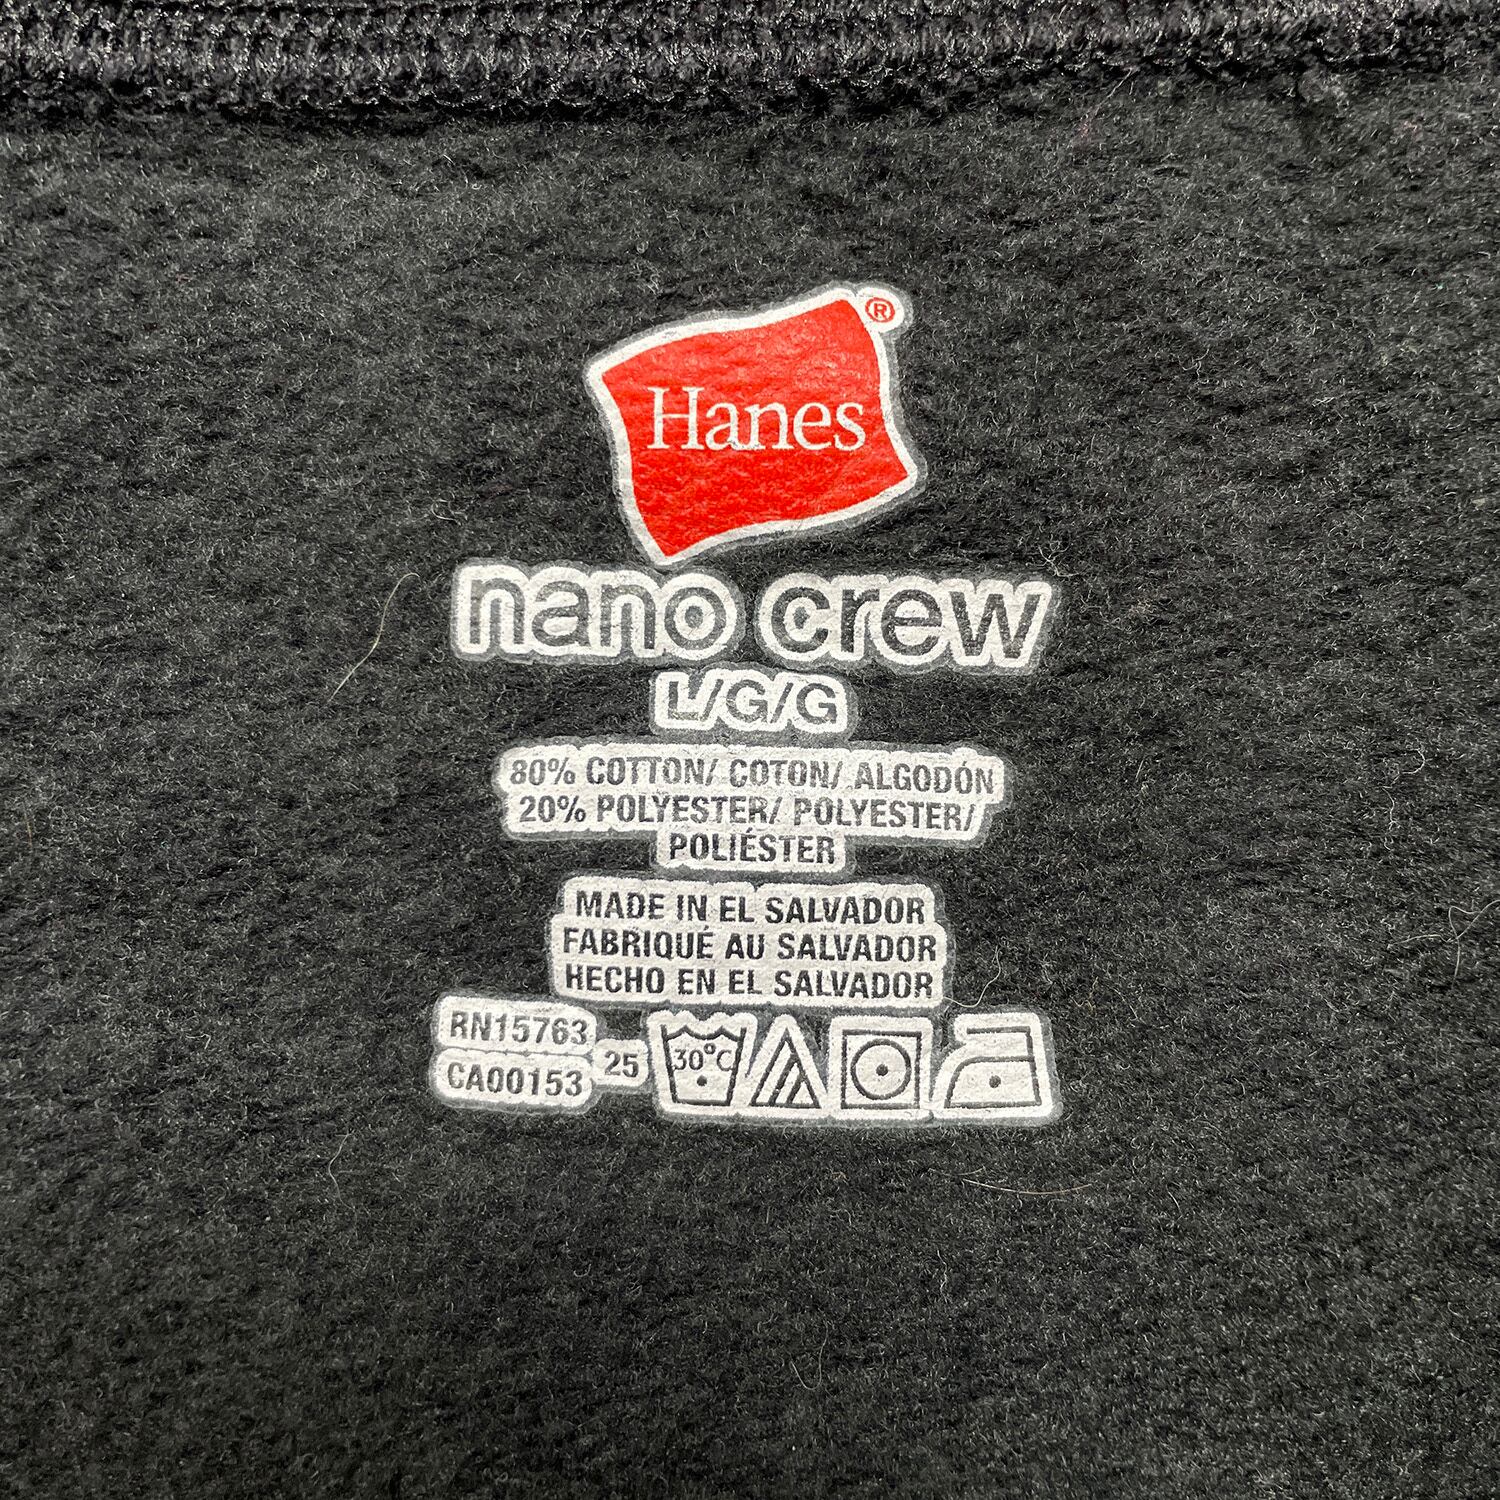 Hanes®
nano crew
L/G/G
80% COTTON/ COTON/ ALGODÓN
20% POLYESTER/ POLYESTER/
POLIÉSTER
MADE IN EL SALVADOR
FABRIQUÉ AU SALVADOR
HECHO EN EL SALVADOR
RN15763
CA00153
25
30°C